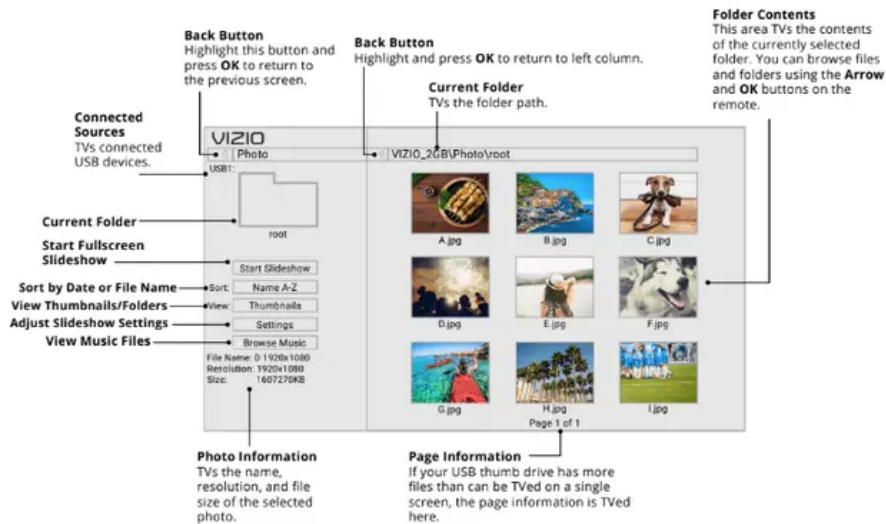 Back Button
Highlight this button and
press OK to return to
the previous screen.
Back Button
Highlight and press OK to return to left column.
Current Folder
TVs the folder path.
Folder Contents
This area TVs the contents
of the currently selected
folder. You can browse files
and folders using the Arrow
and OK buttons on the
remote.
Connected
Sources
TVs connected
USB devices.
VIZIO
Photo
VIZIO_2GB\Photo\root
USB1:
root
Current Folder
Start Fullscreen
Slideshow
Start Slideshow
Sort by Date or File Name
Sort: Name A-Z
View Thumbnails/Folders
View: Thumbnails
Adjust Slideshow Settings
Settings
View Music Files
Browse Music
File Name: D 1920x1080
Resolution: 1920x1080
Size: 1607270KB
A.jpg
B.jpg
C.jpg
D.jpg
E.jpg
F.jpg
G.jpg
H.jpg
I.jpg
Page 1 of 1
Photo Information
TVs the name,
resolution, and file
size of the selected
photo.
Page Information
If your USB thumb drive has more
files than can be TVed on a single
screen, the page information is TVed
here.